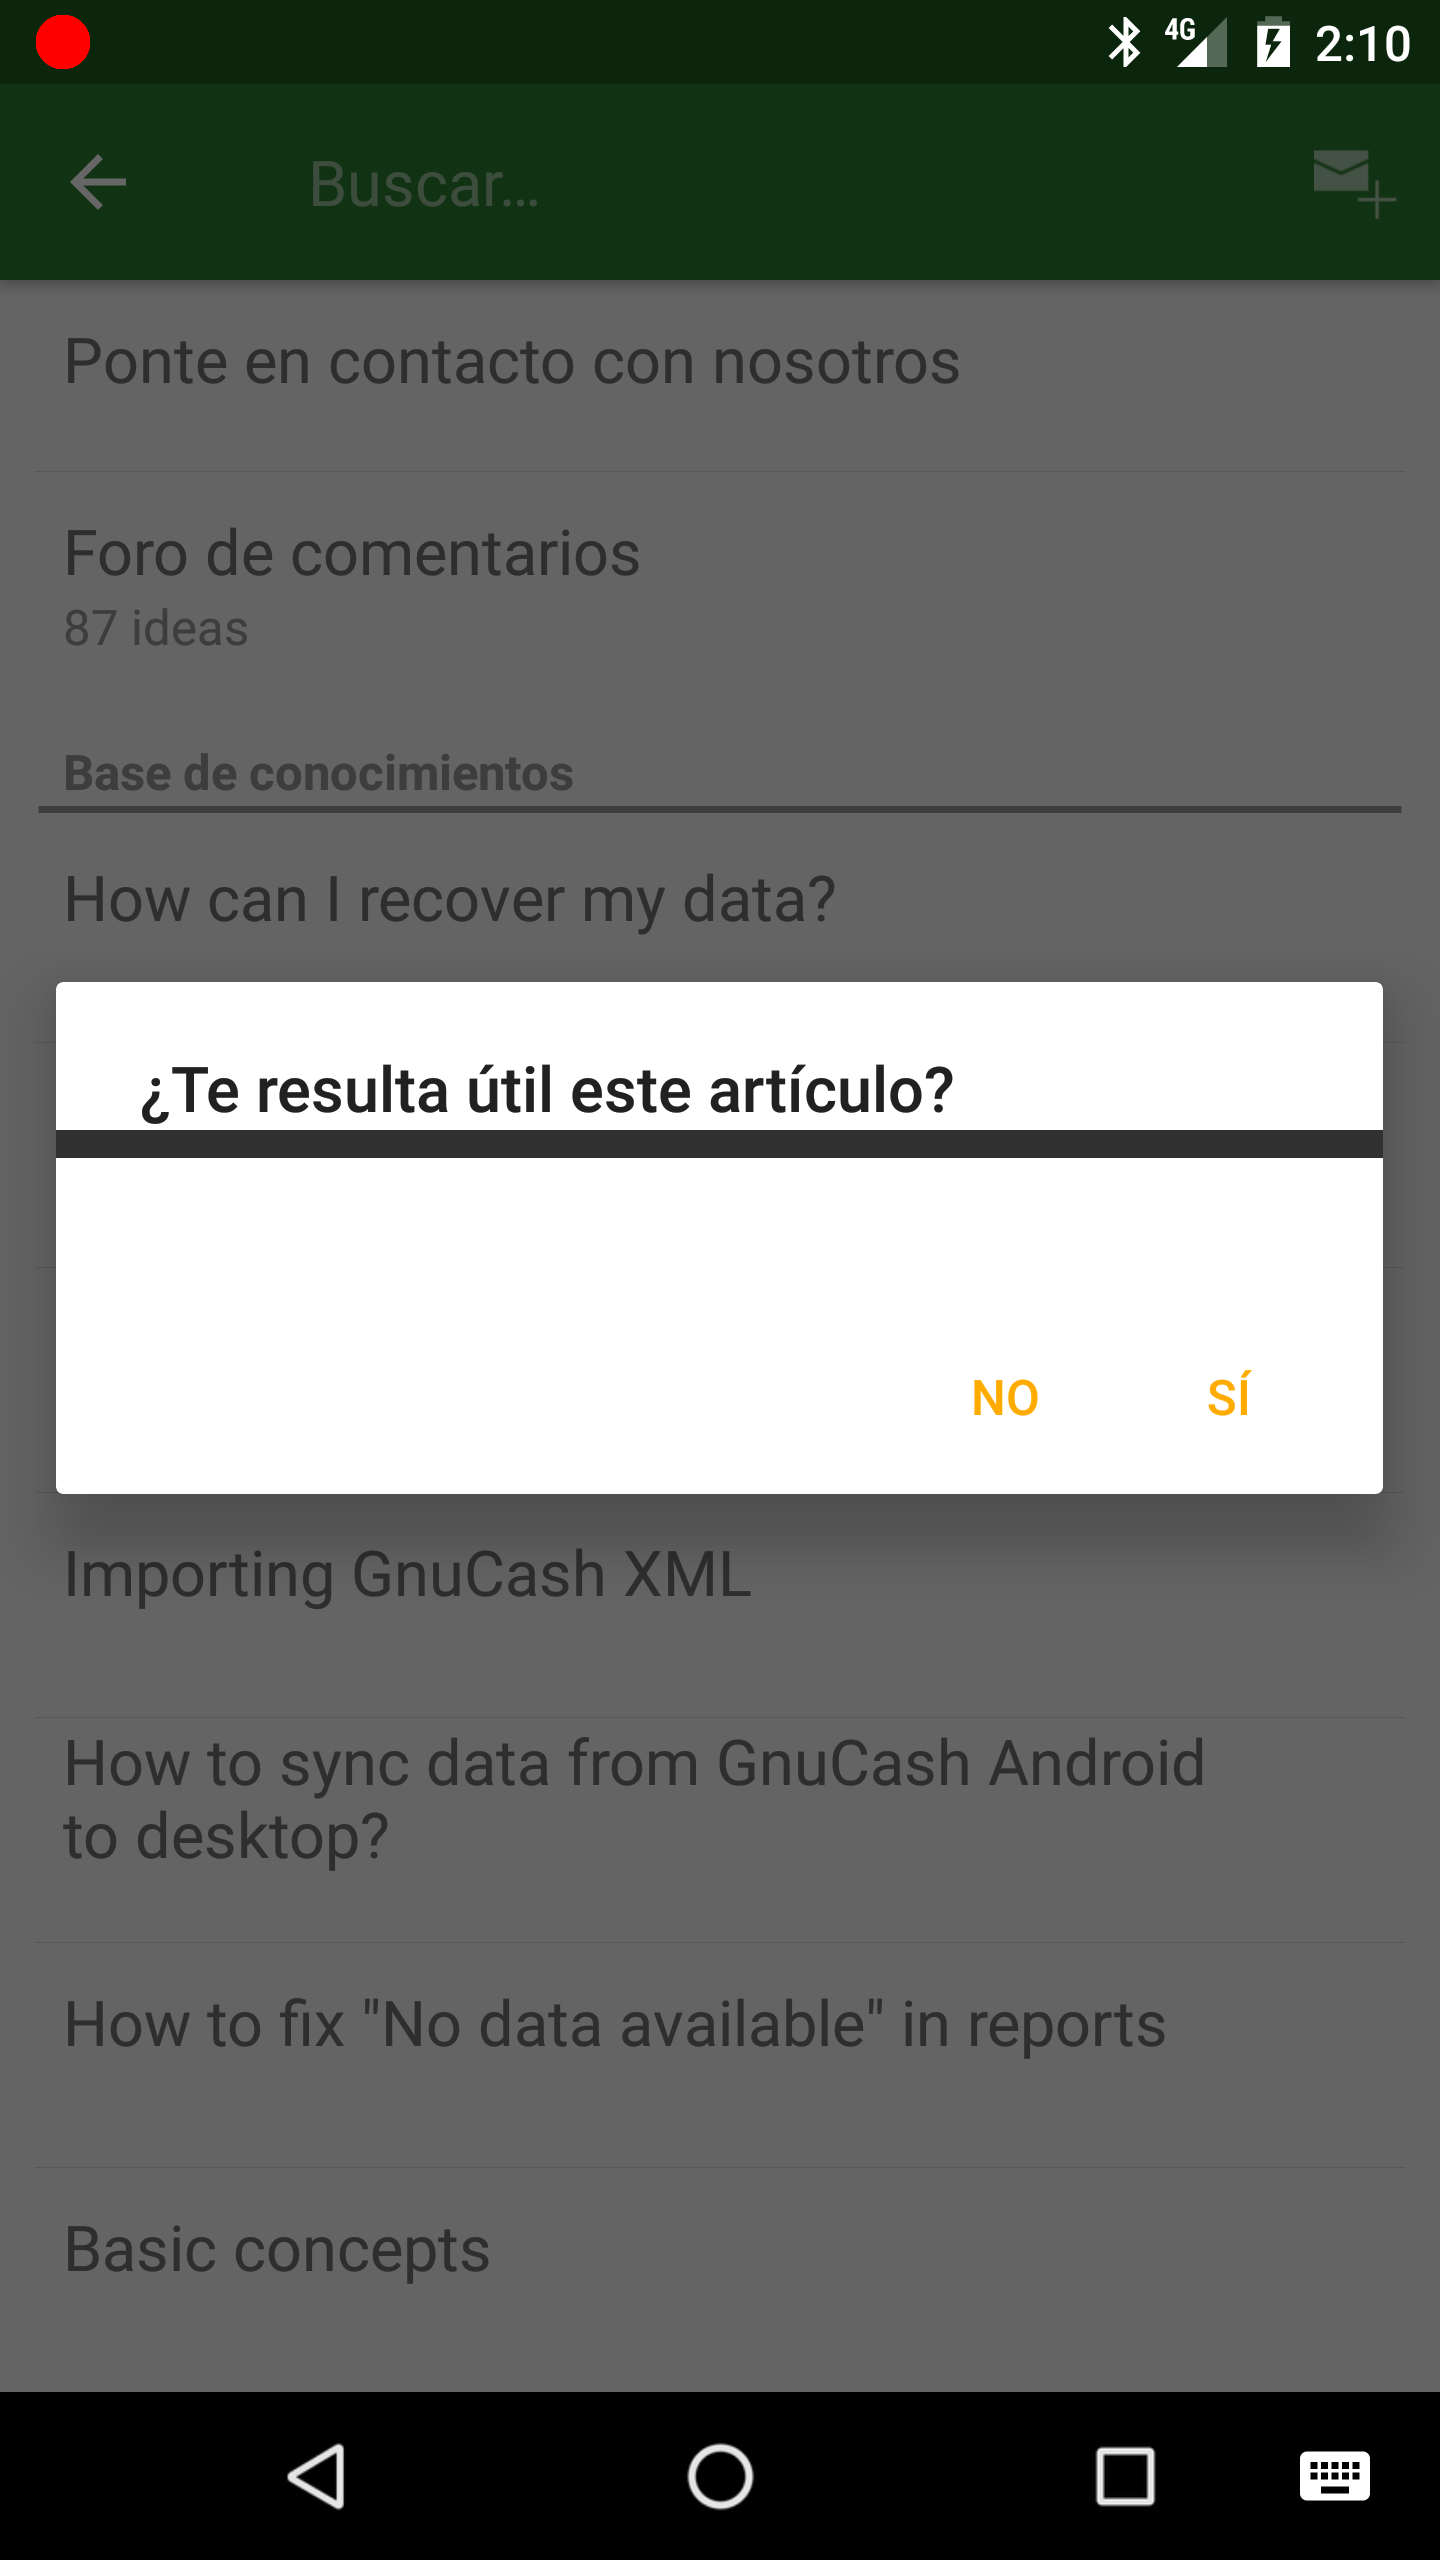 4G 2:10
Buscar...
Ponte en contacto con nosotros
Foro de comentarios
87 ideas
Base de conocimientos
How can I recover my data?
¿Te resulta útil este artículo?
NO SÍ
Importing GnuCash XML
How to sync data from GnuCash Android
to desktop?
How to fix "No data available" in reports
Basic concepts